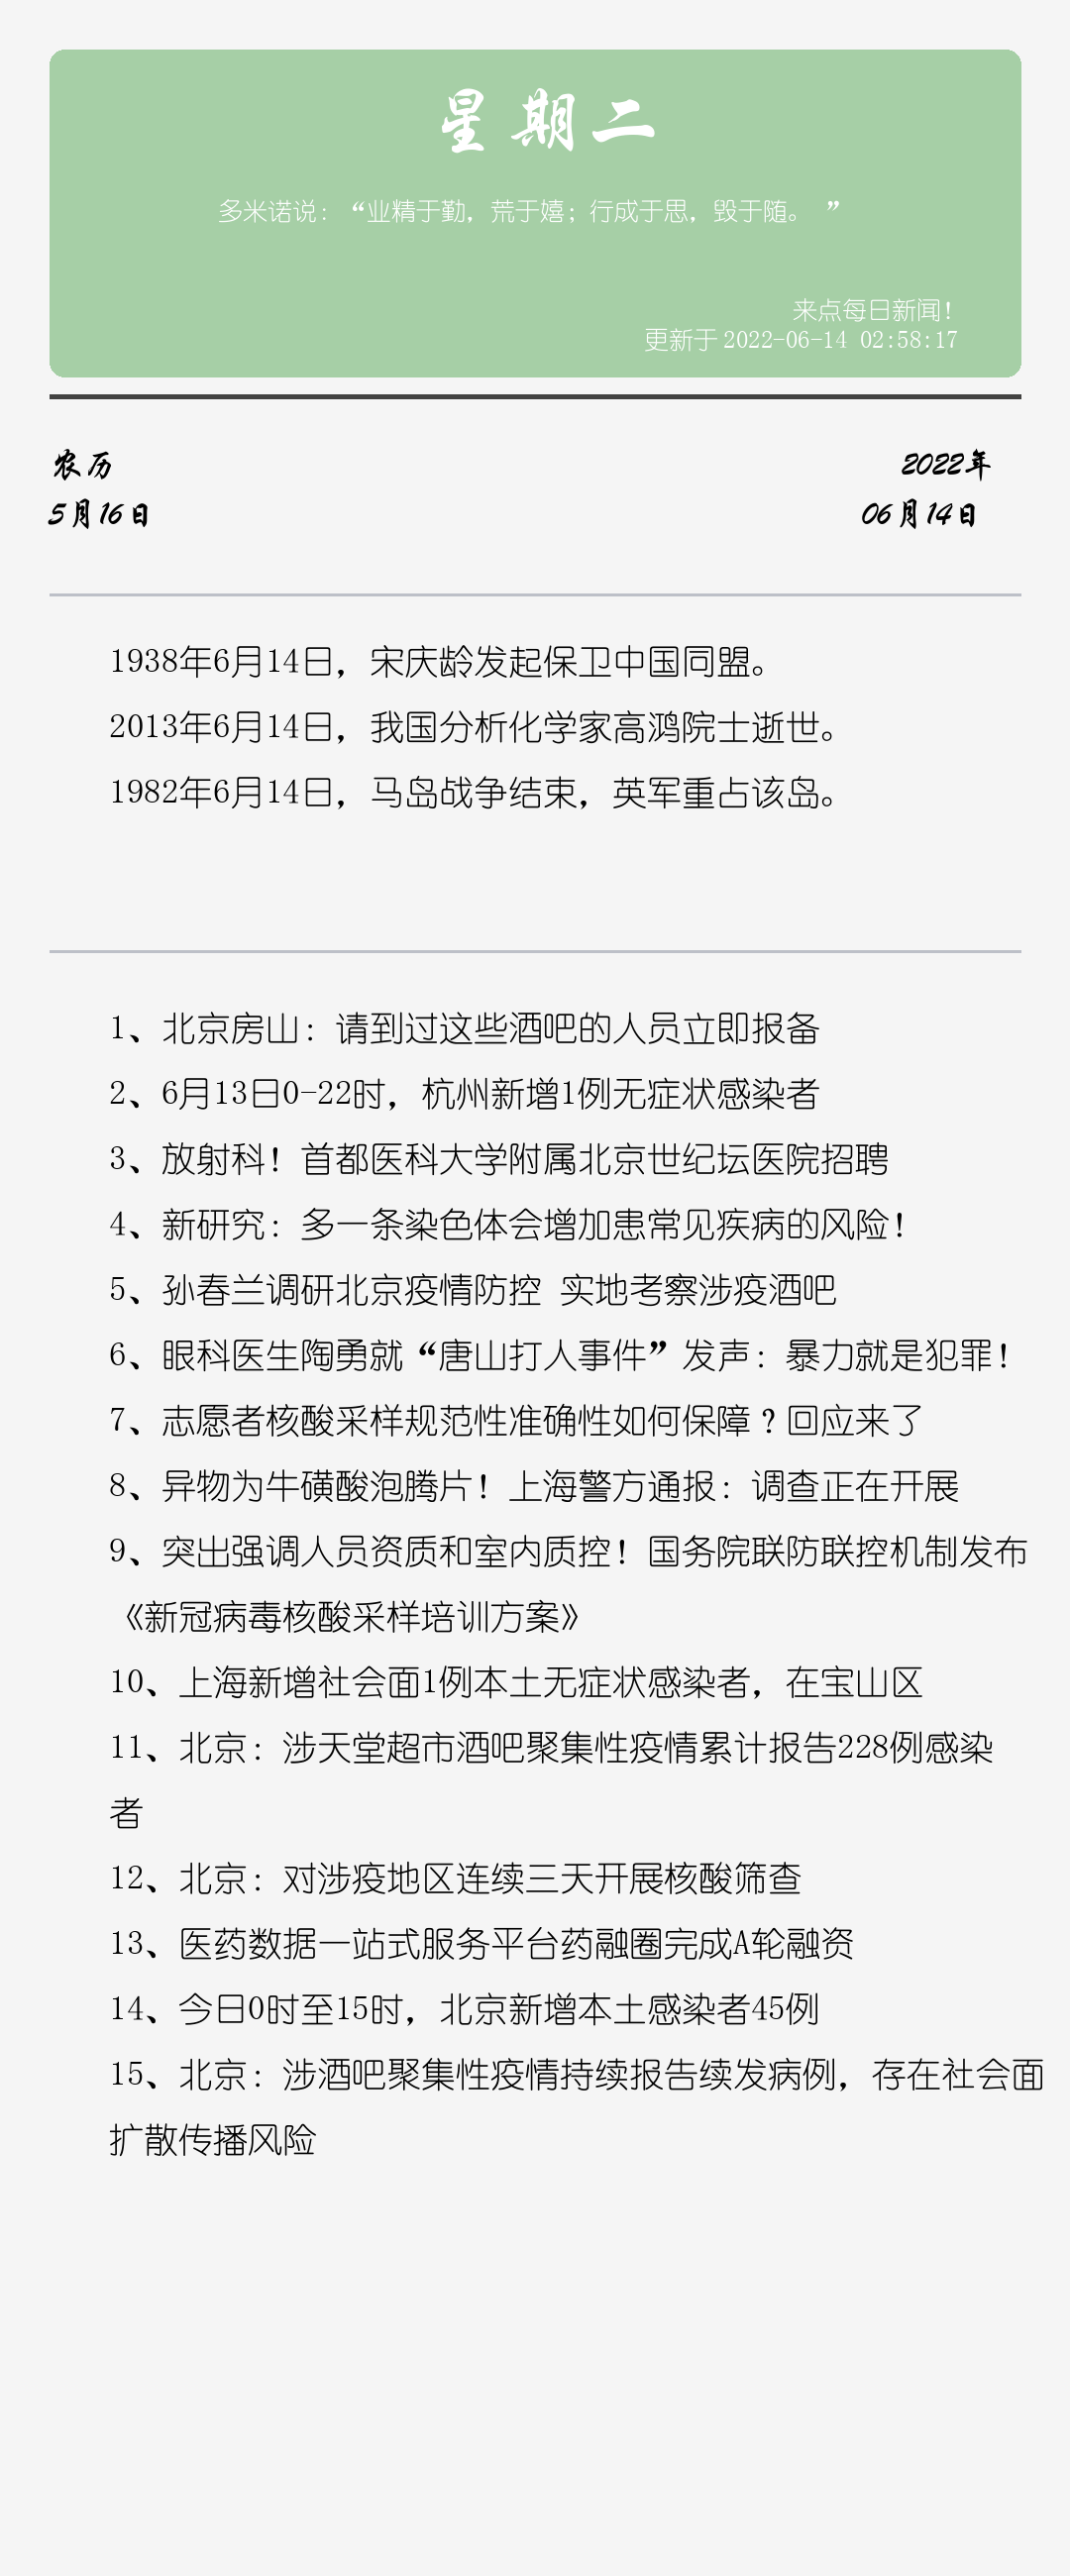 星期二
多米诺说：“业精于勤，荒于嬉；行成于思，毁于随。 ”
来点每日新闻！
更新于 2022-06-14 02:58:17
农历
2022年
5月16日
06月14日
1938年6月14日，宋庆龄发起保卫中国同盟。
2013年6月14日，我国分析化学家高鸿院士逝世。
1982年6月14日，马岛战争结束，英军重占该岛。
1、北京房山：请到过这些酒吧的人员立即报备
2、6月13日0-22时，杭州新增1例无症状感染者
3、放射科！首都医科大学附属北京世纪坛医院招聘
4、新研究：多一条染色体会增加患常见疾病的风险！
5、孙春兰调研北京疫情防控 实地考察涉疫酒吧
6、眼科医生陶勇就“唐山打人事件”发声：暴力就是犯罪！
7、志愿者核酸采样规范性准确性如何保障？回应来了
8、异物为牛磺酸泡腾片！上海警方通报：调查正在开展
9、突出强调人员资质和室内质控！国务院联防联控机制发布
《新冠病毒核酸采样培训方案》
10、上海新增社会面1例本土无症状感染者，在宝山区
11、北京：涉天堂超市酒吧聚集性疫情累计报告228例感染
者
12、北京：对涉疫地区连续三天开展核酸筛查
13、医药数据一站式服务平台药融圈完成A轮融资
14、今日0时至15时，北京新增本土感染者45例
15、北京：涉酒吧聚集性疫情持续报告续发病例，存在社会面
扩散传播风险